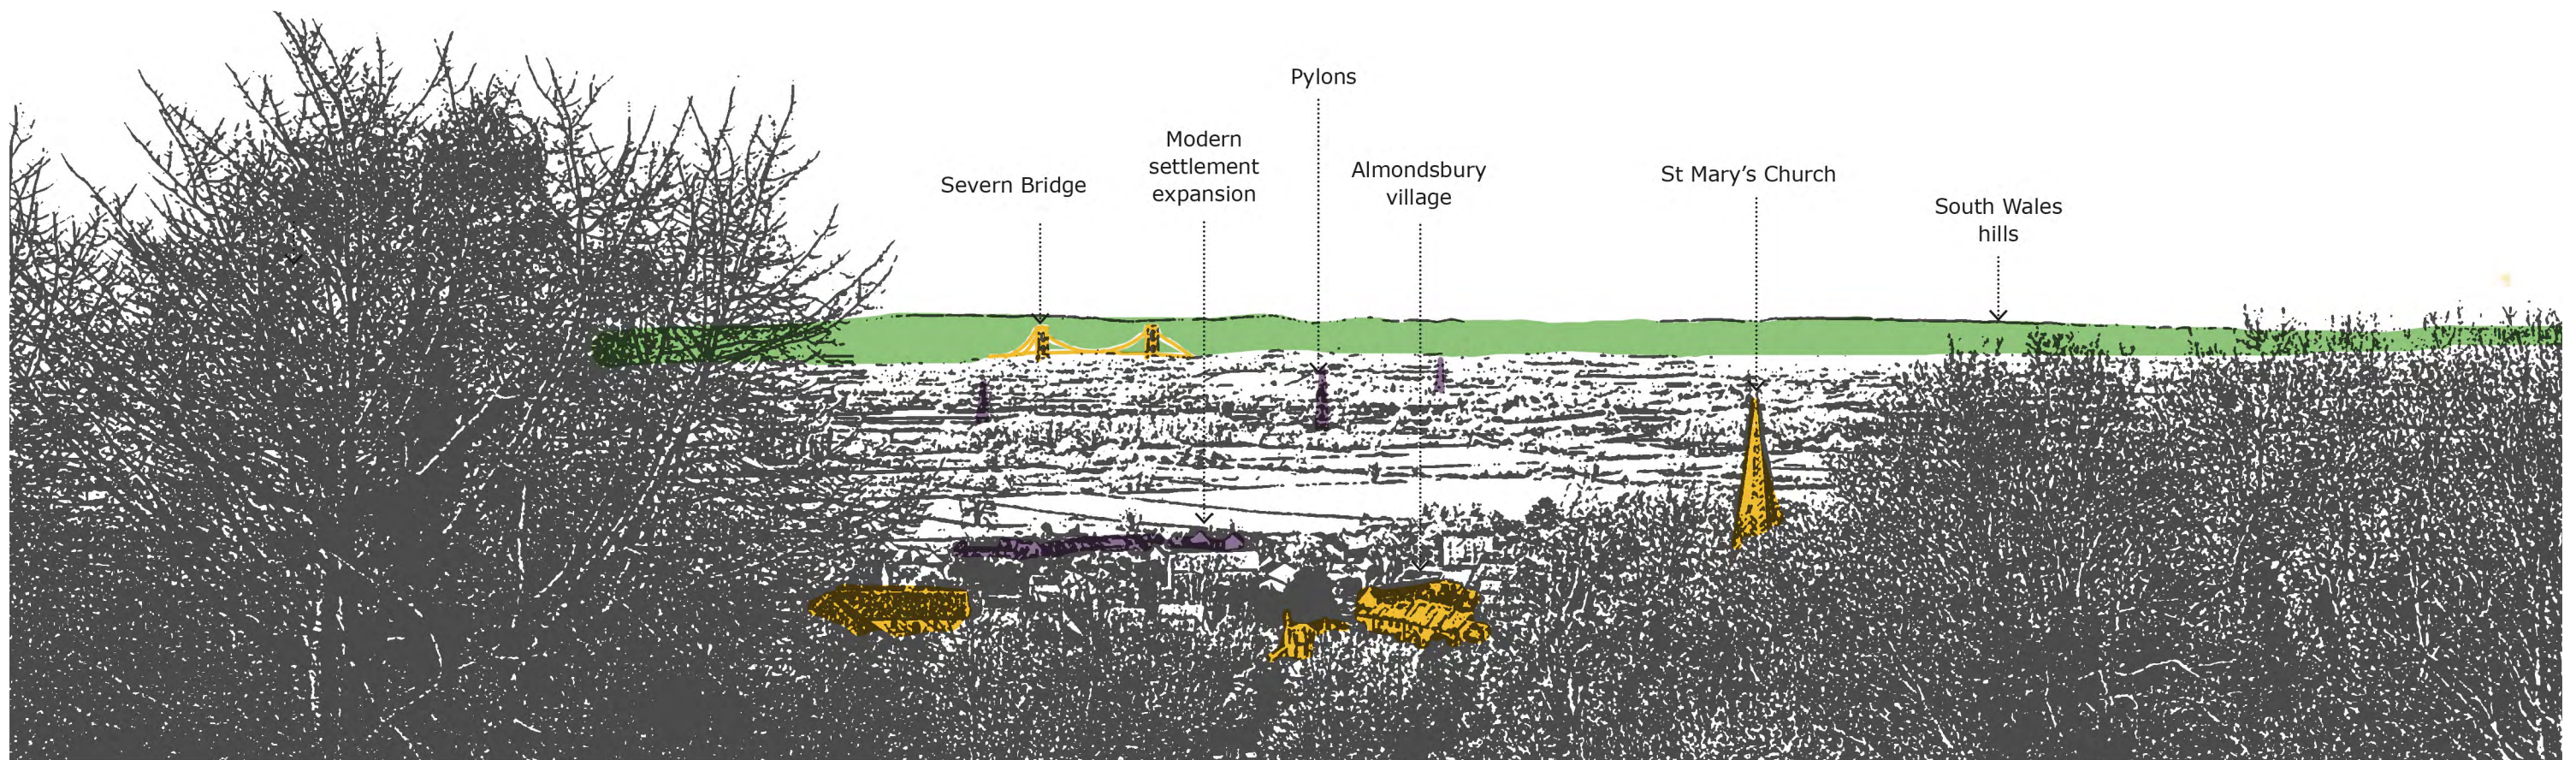 Severn Bridge
Modern
settlement
expansion
Pylons
Almondsbury
village
St Mary’s Church
South Wales
hills